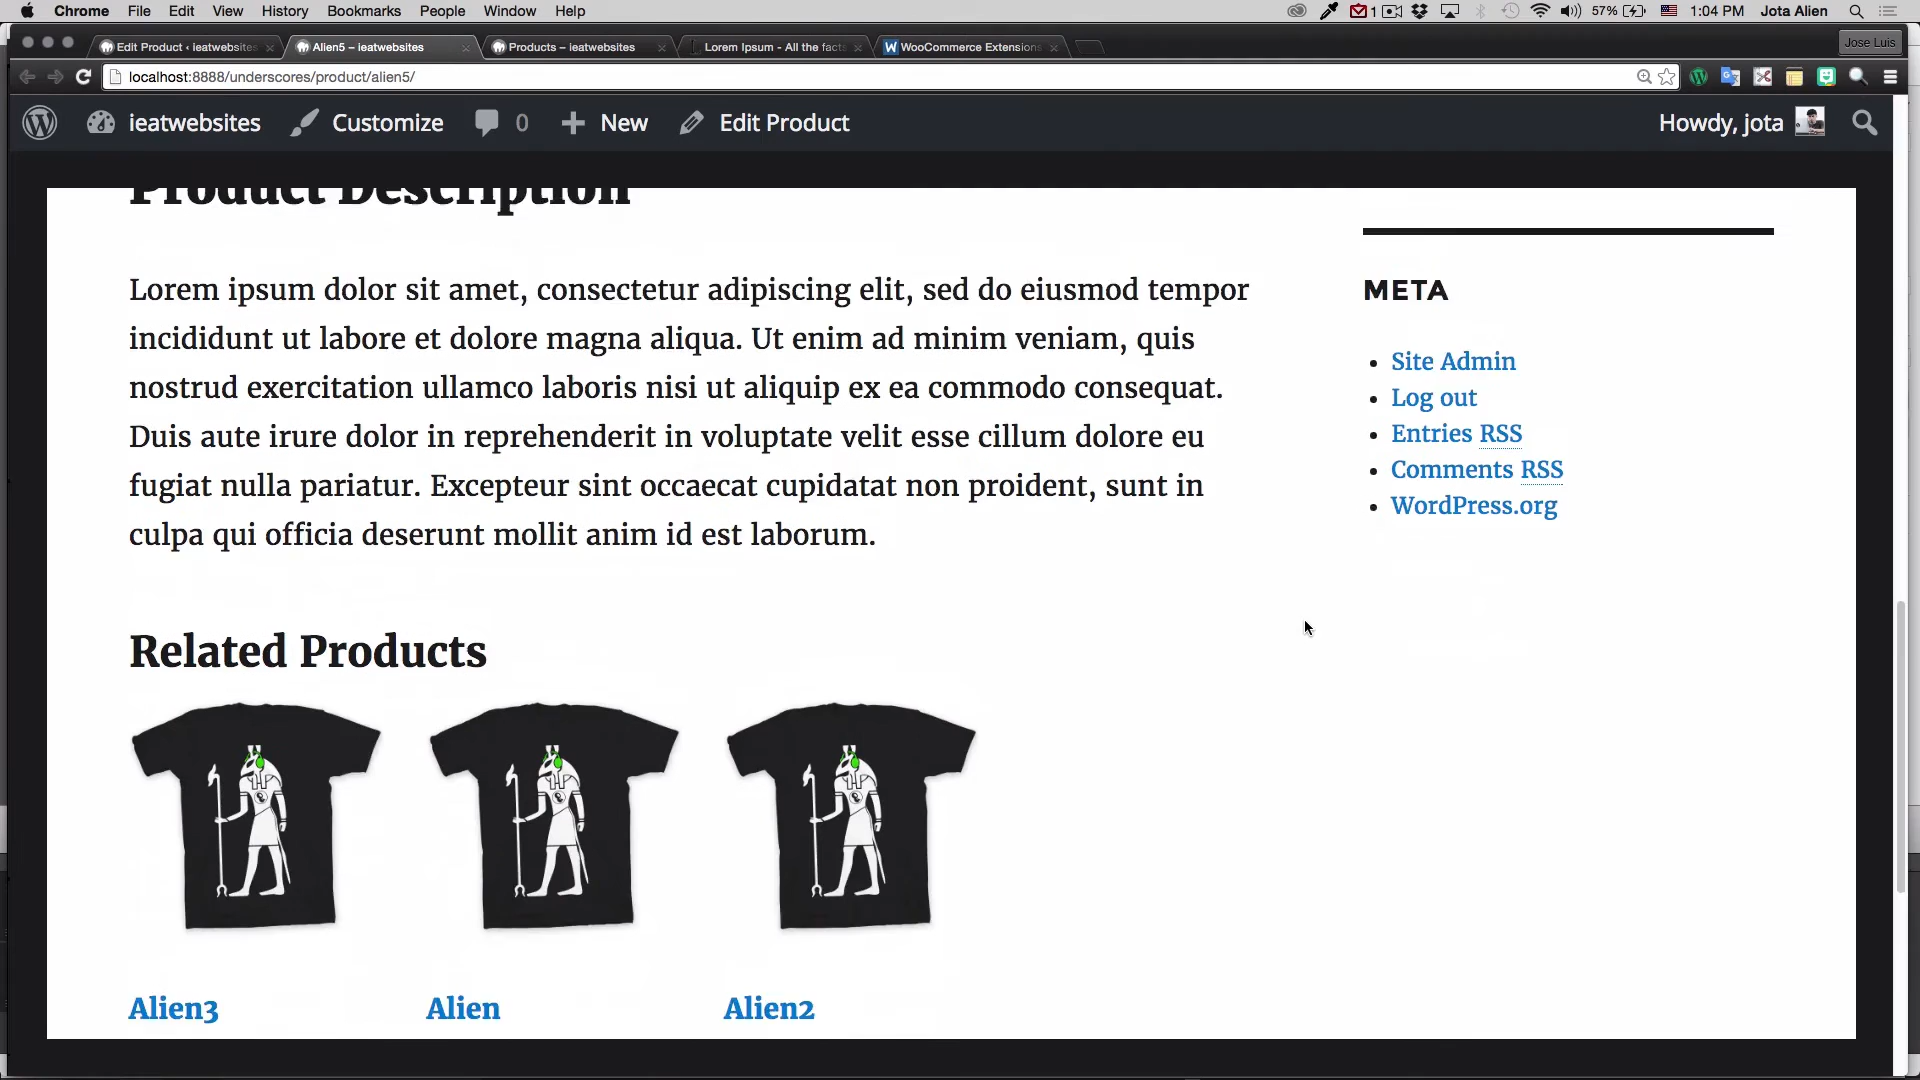 Chrome File Edit View History Bookmarks People Window Help 1 57% 1:04 PM Jota Alien
Edit Product ‹ ieatwebsites Alien5 – ieatwebsites Products – ieatwebsites Lorem Ipsum - All the facts WooCommerce Extensions Jose Luis
localhost:8888/underscores/product/alien5/
ieatwebsites Customize 0 New Edit Product Howdy, jota
Product Description
Lorem ipsum dolor sit amet, consectetur adipiscing elit, sed do eiusmod tempor
incididunt ut labore et dolore magna aliqua. Ut enim ad minim veniam, quis
nostrud exercitation ullamco laboris nisi ut aliquip ex ea commodo consequat.
Duis aute irure dolor in reprehenderit in voluptate velit esse cillum dolore eu
fugiat nulla pariatur. Excepteur sint occaecat cupidatat non proident, sunt in
culpa qui officia deserunt mollit anim id est laborum.
META
Site Admin
Log out
Entries RSS
Comments RSS
WordPress.org
Related Products
Alien3 Alien Alien2